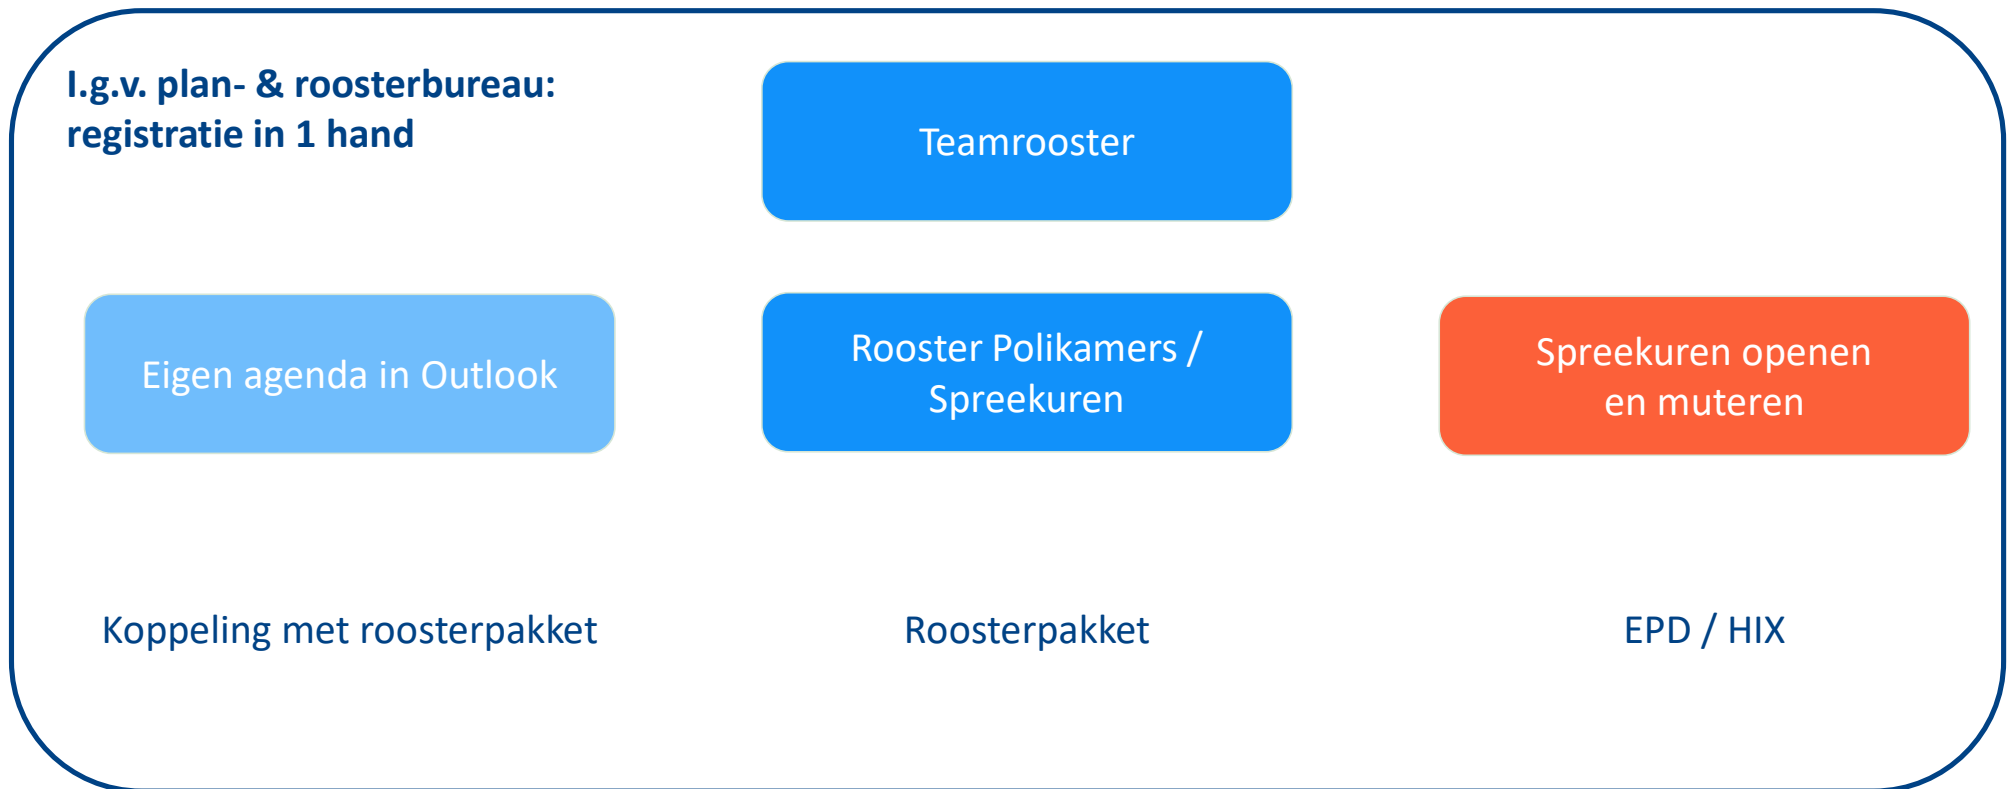 I.g.v. plan- & roosterbureau:
registratie in 1 hand
Teamrooster
Eigen agenda in Outlook
Rooster Polikamers /
Spreekuren
Spreekuren openen
en muteren
Koppeling met roosterpakket
Roosterpakket
EPD / HIX